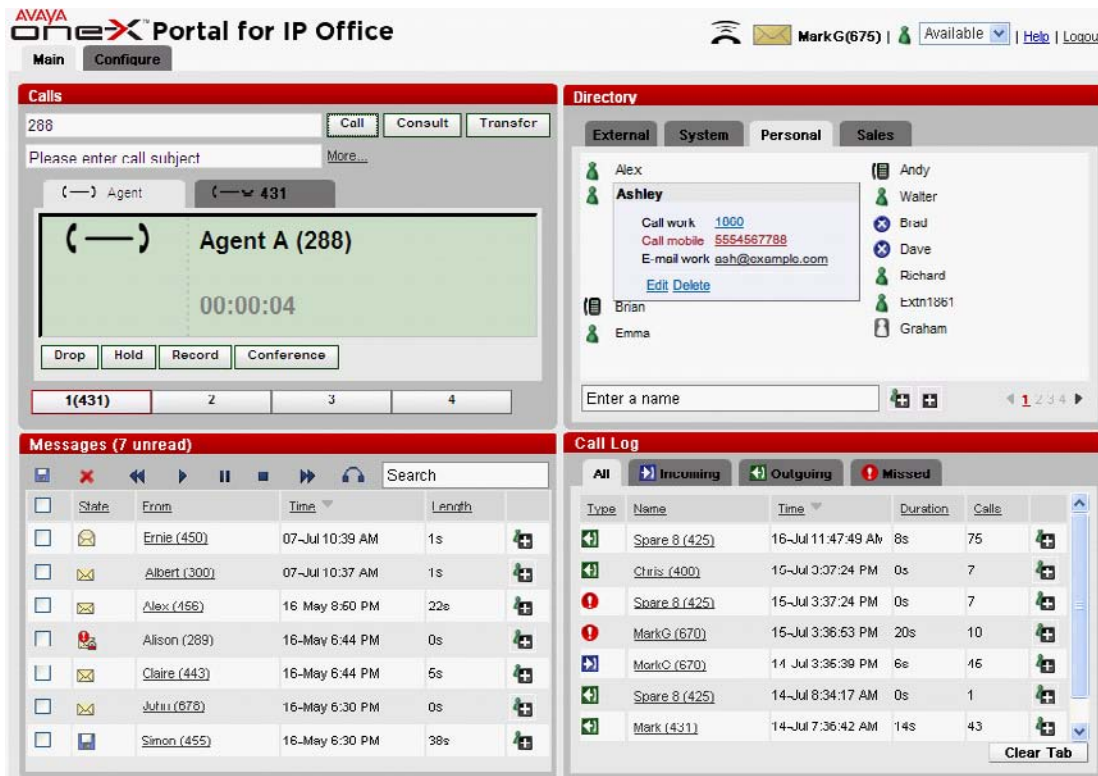 AVAYA
one-X™ Portal for IP Office
MarkG(675) | Available | Help | Logou
Main Configure
Calls
288 Call Consult Transfer
Please enter call subject More...
Agent 431
Agent A (288)
00:00:04
Drop Hold Record Conference
1(431) 2 3 4
Directory
External System Personal Sales
Alex
Ashley
Call work 1060
Call mobile 5554567788
E-mail work ash@example.com
Edit Delete
Brian
Emma
Andy
Walter
Brad
Dave
Richard
Extn1861
Graham
Enter a name 1 2 3 4
Messages (7 unread)
Search
State From Time Length
Ernie (450) 07-Jul 10:39 AM 1s
Albert (300) 07-Jul 10:37 AM 1s
Alex (456) 16 May 8:50 PM 22s
Alison (289) 16-May 6:44 PM 0s
Claire (443) 16-May 6:44 PM 5s
John (678) 16-May 6:30 PM 0s
Simon (455) 16-May 6:30 PM 38s
Call Log
All Incoming Outgoing Missed
Type Name Time Duration Calls
Spare 8 (425) 16-Jul 11:47:49 AM 8s 75
Chris (400) 15-Jul 3:37:24 PM 0s 7
Spare 8 (425) 15-Jul 3:37:24 PM 0s 7
MarkG (670) 15-Jul 3:36:53 PM 20s 10
MarkG (670) 14 Jul 3:35:39 PM 6s 46
Spare 8 (425) 14-Jul 8:34:17 AM 0s 1
Mark (431) 14-Jul 7:36:42 AM 14s 43
Clear Tab